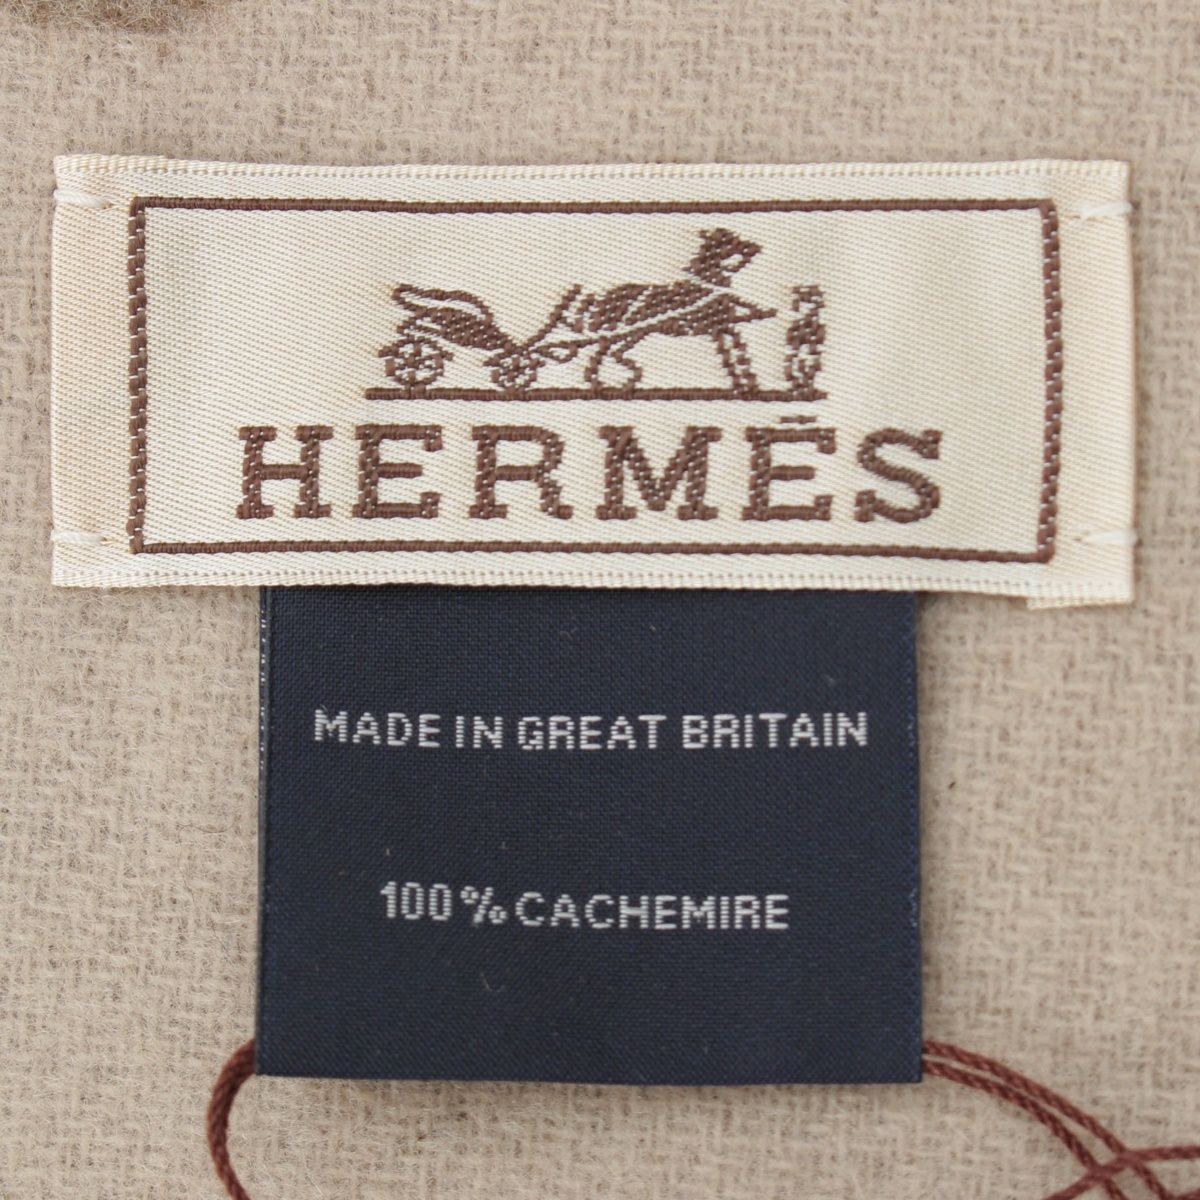 HERMÈS
MADE IN GREAT BRITAIN
100% CACHEMIRE